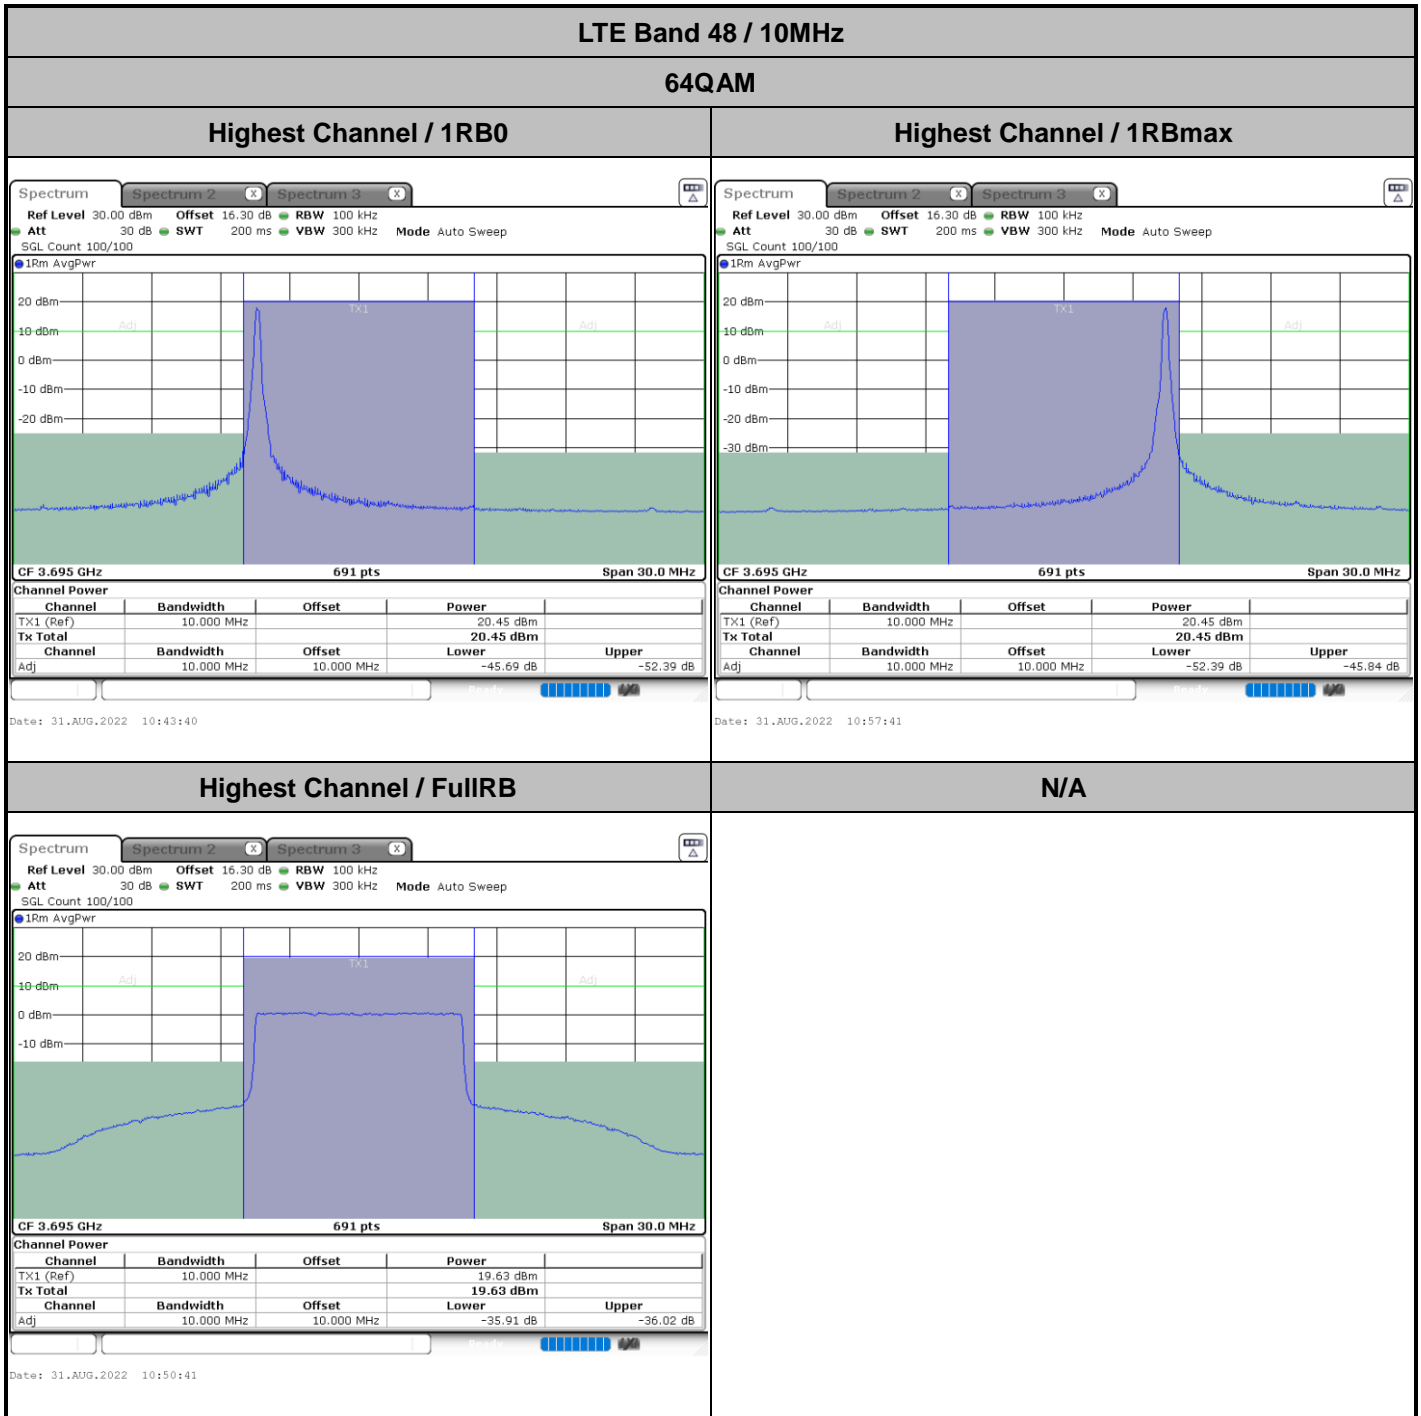 LTE Band 48 / 10MHz
64QAM
Highest Channel / 1RB0
Highest Channel / 1RBmax
Spectrum Spectrum 2 X Spectrum 3 X
Ref Level 30.00 dBm Offset 16.30 dB RBW 100 kHz
Att 30 dB SWT 200 ms VBW 300 kHz Mode Auto Sweep
SGL Count 100/100
1Rm AvgPwr
TX1
20 dBm
Adj Adj
10 dBm
0 dBm
-10 dBm
-20 dBm
CF 3.695 GHz 691 pts Span 30.0 MHz
Channel Power
Channel Bandwidth Offset Power
TX1 (Ref) 10.000 MHz 20.45 dBm
Tx Total 20.45 dBm
Channel Bandwidth Offset Lower Upper
Adj 10.000 MHz 10.000 MHz -45.69 dB -52.39 dB
Ready
Date: 31.AUG.2022 10:43:40
Spectrum Spectrum 2 X Spectrum 3 X
Ref Level 30.00 dBm Offset 16.30 dB RBW 100 kHz
Att 30 dB SWT 200 ms VBW 300 kHz Mode Auto Sweep
SGL Count 100/100
1Rm AvgPwr
TX1
20 dBm
Adj Adj
10 dBm
0 dBm
-10 dBm
-20 dBm
-30 dBm
CF 3.695 GHz 691 pts Span 30.0 MHz
Channel Power
Channel Bandwidth Offset Power
TX1 (Ref) 10.000 MHz 20.45 dBm
Tx Total 20.45 dBm
Channel Bandwidth Offset Lower Upper
Adj 10.000 MHz 10.000 MHz -52.39 dB -45.84 dB
Ready
Date: 31.AUG.2022 10:57:41
Highest Channel / FullRB
N/A
Spectrum Spectrum 2 X Spectrum 3 X
Ref Level 30.00 dBm Offset 16.30 dB RBW 100 kHz
Att 30 dB SWT 200 ms VBW 300 kHz Mode Auto Sweep
SGL Count 100/100
1Rm AvgPwr
20 dBm
TX1
Adj Adj
10 dBm
0 dBm
-10 dBm
CF 3.695 GHz 691 pts Span 30.0 MHz
Channel Power
Channel Bandwidth Offset Power
TX1 (Ref) 10.000 MHz 19.63 dBm
Tx Total 19.63 dBm
Channel Bandwidth Offset Lower Upper
Adj 10.000 MHz 10.000 MHz -35.91 dB -36.02 dB
Ready
Date: 31.AUG.2022 10:50:41